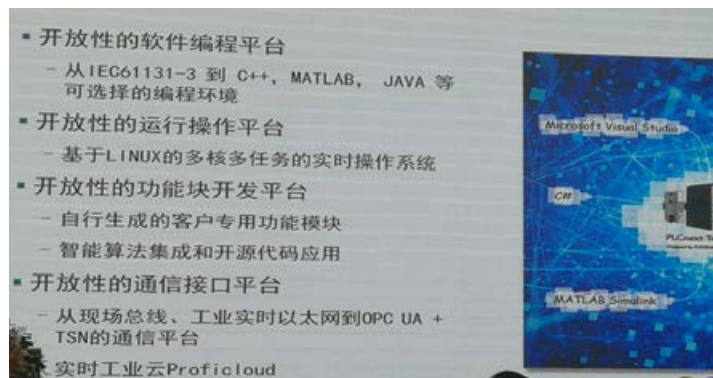 ▪ 开放性的软件编程平台
– 从IEC61131-3 到 C++, MATLAB, JAVA 等
可选择的编程环境
▪ 开放性的运行操作平台
– 基于LINUX的多核多任务的实时操作系统
▪ 开放性的功能块开发平台
– 自行生成的客户专用功能模块
– 智能算法集成和开源代码应用
▪ 开放性的通信接口平台
– 从现场总线、工业实时以太网到OPC UA +
TSN的通信平台
实时工业云Proficloud
Microsoft Visual Studio
C#
PLCnext Te
MATLAB Simulink